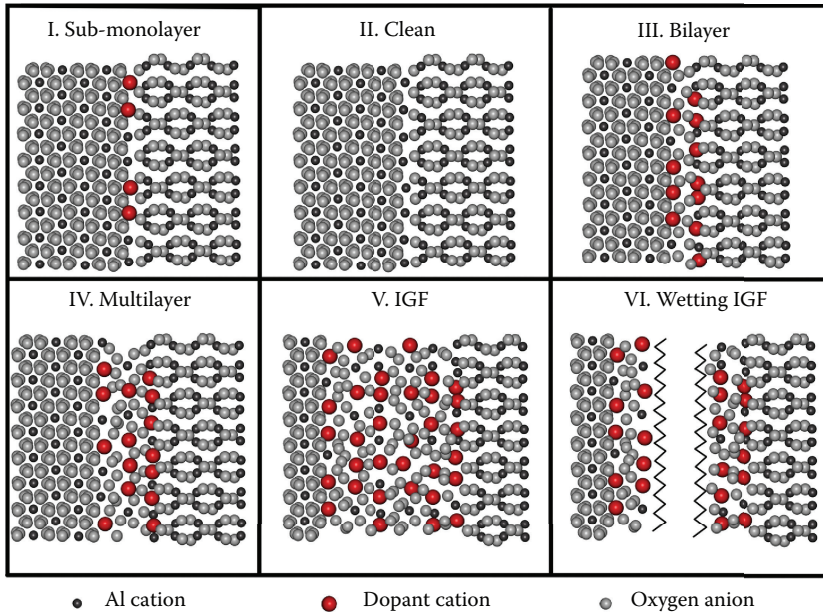 I. Sub-monolayer
II. Clean
III. Bilayer
IV. Multilayer
V. IGF
VI. Wetting IGF
Al cation
Dopant cation
Oxygen anion